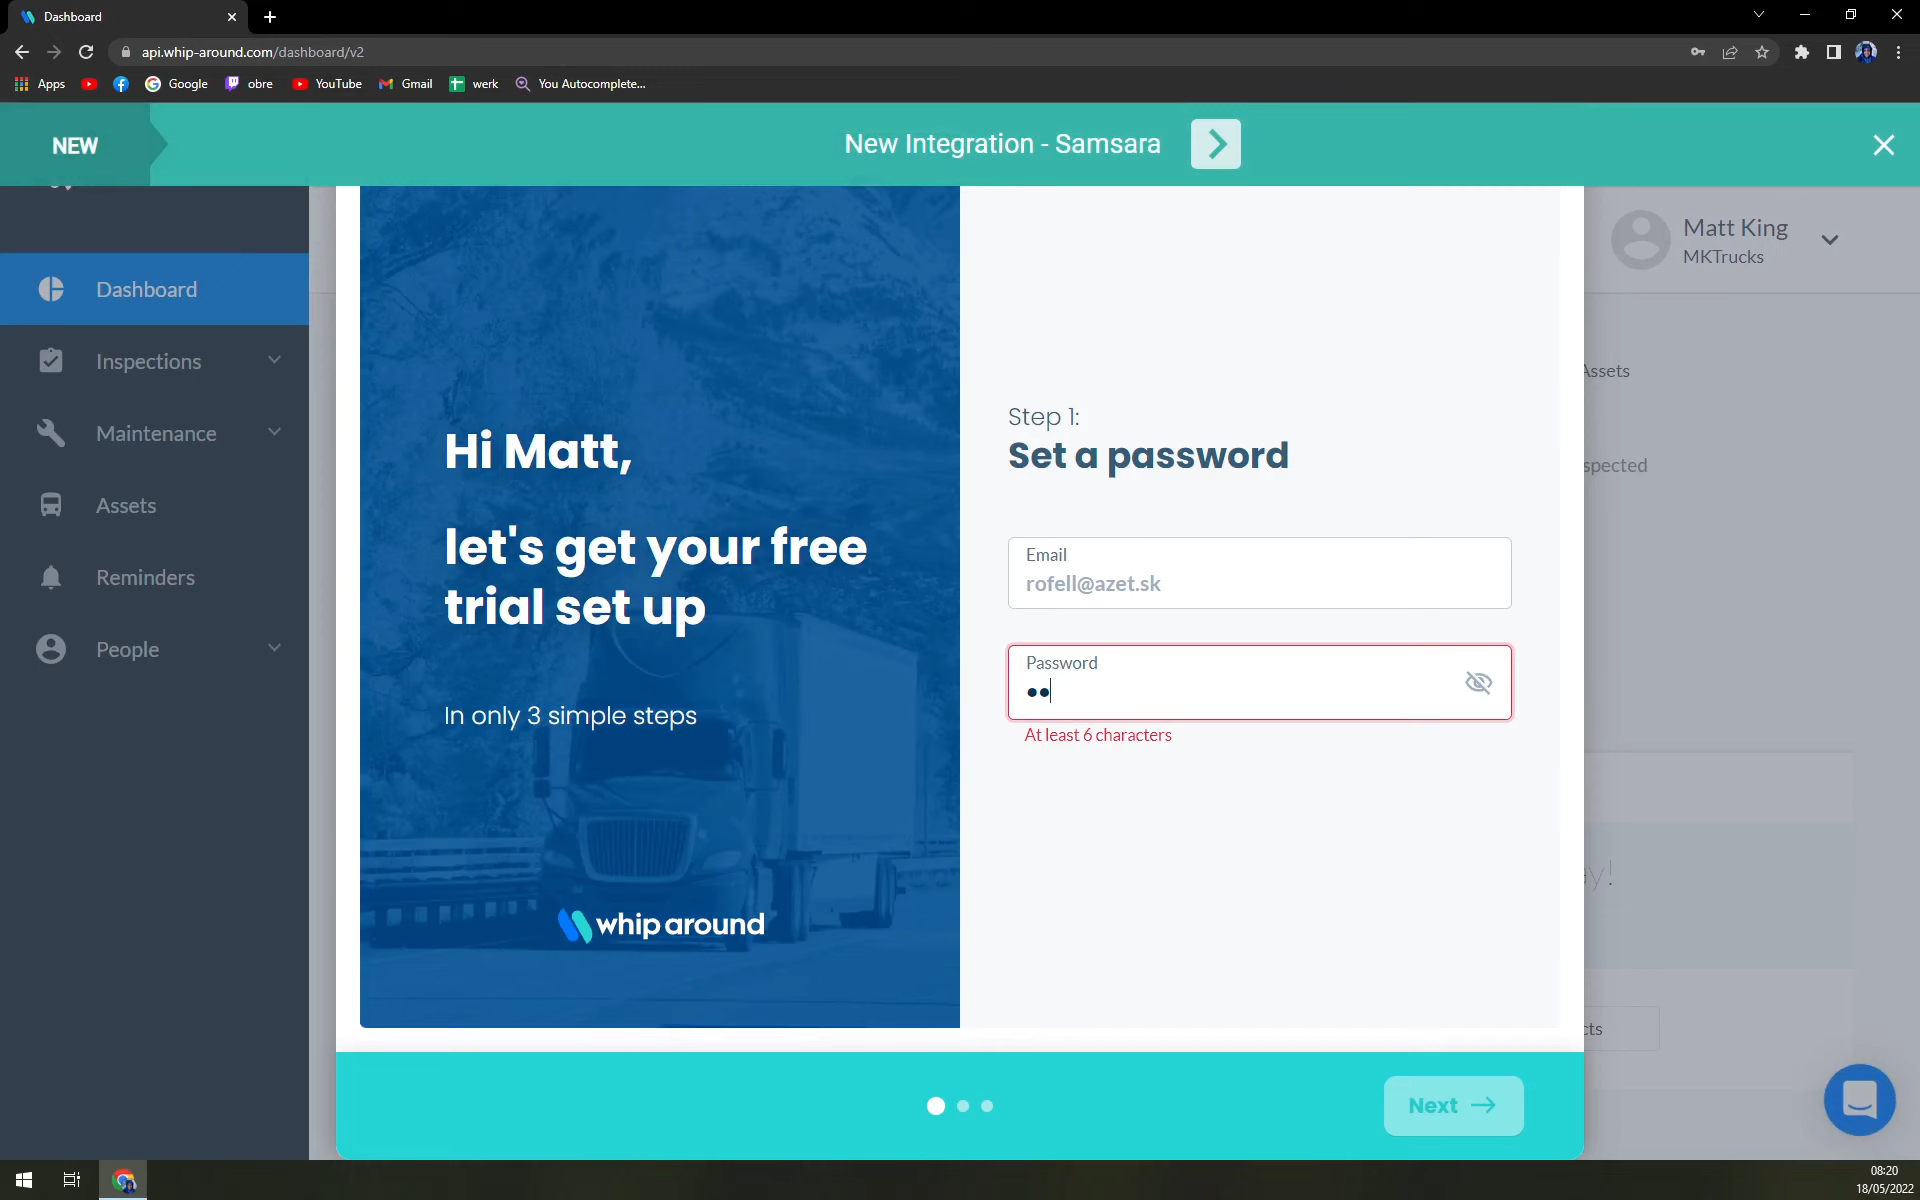 Dashboard
api.whip-around.com/dashboard/v2
Apps
Google
obre
YouTube
Gmail
werk
You Autocomplete...
NEW
New Integration - Samsara
Matt King
MKTrucks
Dashboard
Inspections
Maintenance
Assets
Reminders
People
Hi Matt,
let's get your free
trial set up
In only 3 simple steps
whip around
Step 1:
Set a password
Email
rofell@azet.sk
Password
At least 6 characters
Assets
spected
ay!
cts
Next
08:20
18/05/2022